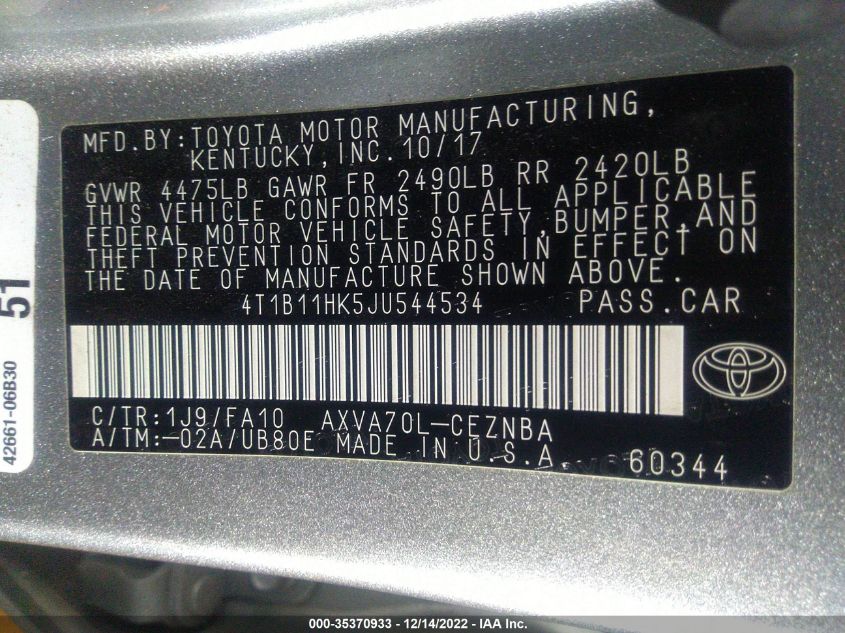 MFD.BY:TOYOTA MOTOR MANUFACTURING,
KENTUCKY,INC.10/17
GVWR 4475LB GAWR FR 2490LB RR 2420LB
THIS VEHICLE CONFORMS TO ALL APPLICABLE
FEDERAL MOTOR VEHICLE SAFETY,BUMPER,AND
THEFT PREVENTION STANDARDS IN EFFECT ON
THE DATE OF MANUFACTURE SHOWN ABOVE.
4T1B11HK5JU544534 PASS.CAR
C/TR:1J9/FA10 AXVA70L-CEZNBA
A/TM:-02A/UB80E MADE IN U.S.A. 60344
51
42661-06B30
000-35370933 - 12/14/2022 - IAA Inc.